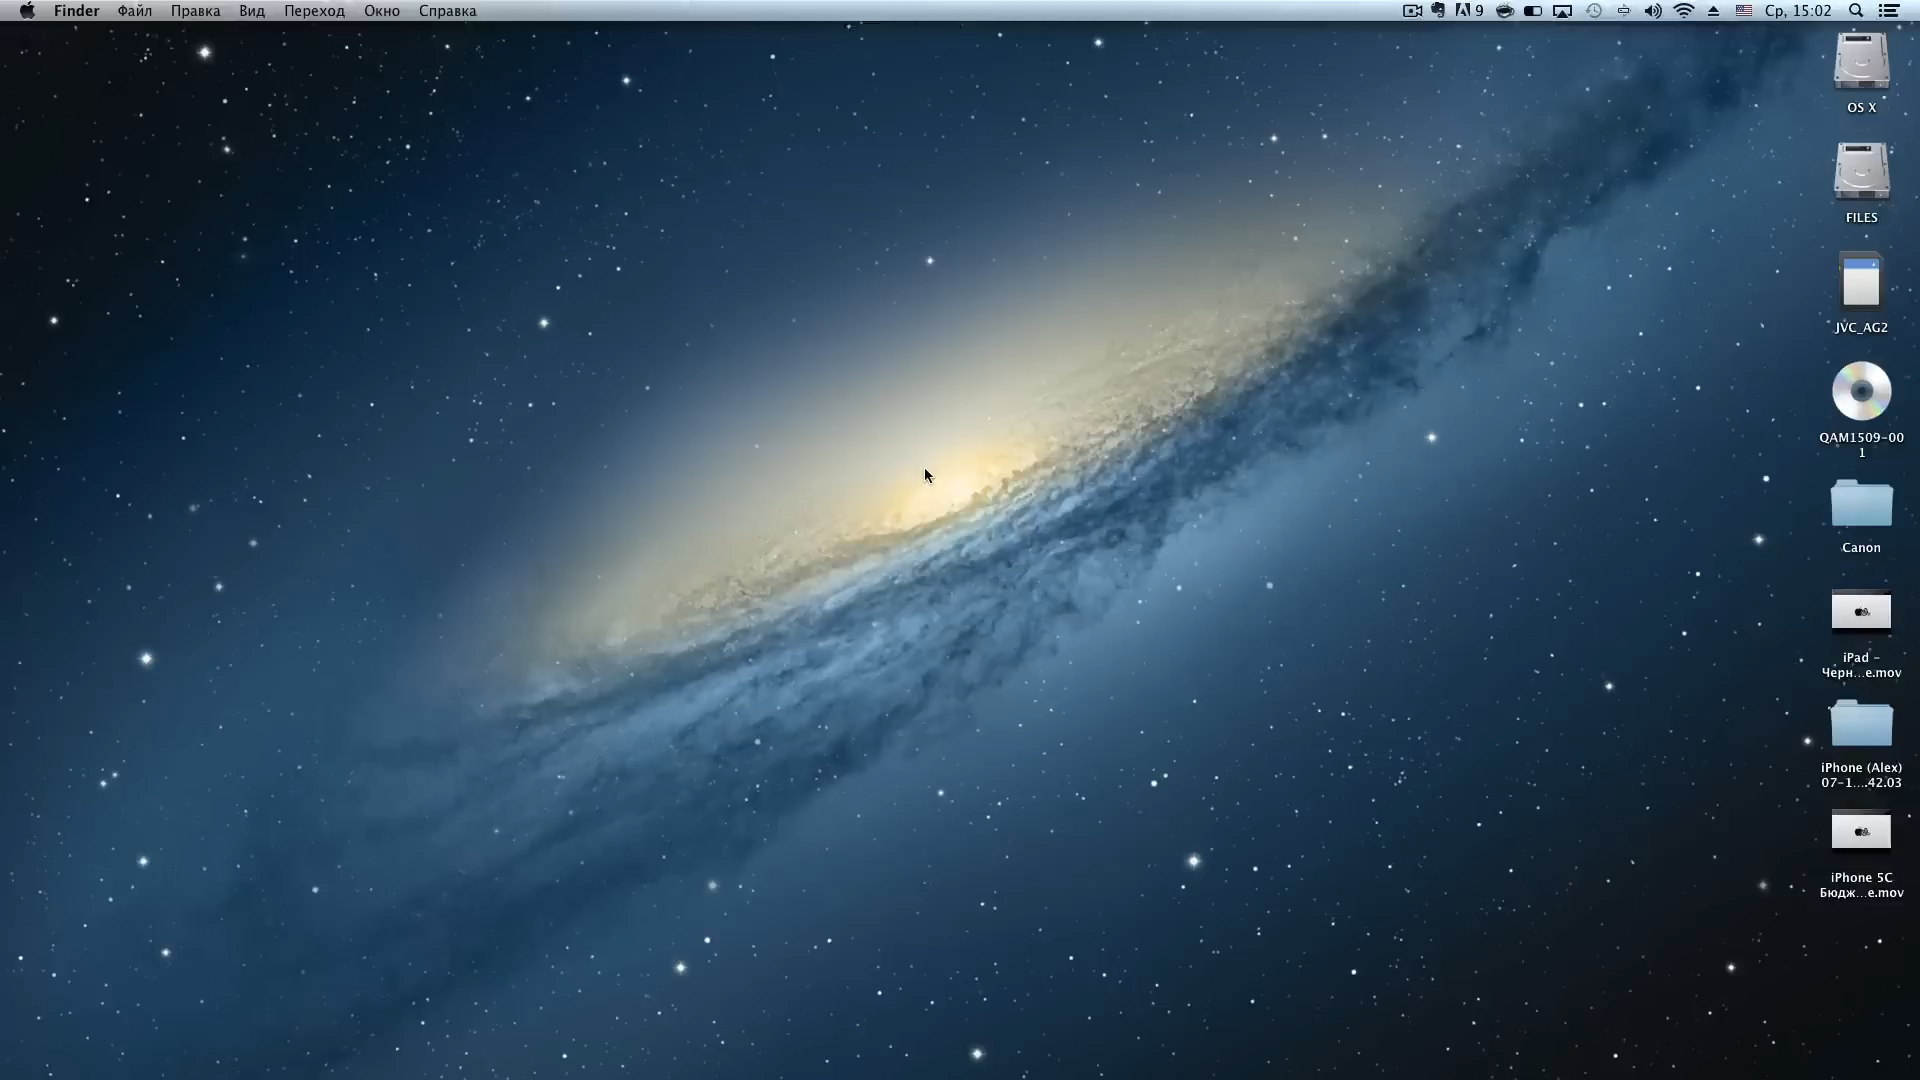 Finder Файл Правка Вид Переход Окно Справка 9 Ср, 15:02
OS X
FILES
JVC_AG2
QAM1509-00
1
Canon
iPad -
Черн...e.mov
iPhone (Alex)
07-1....42.03
iPhone 5C
Бюдж...e.mov